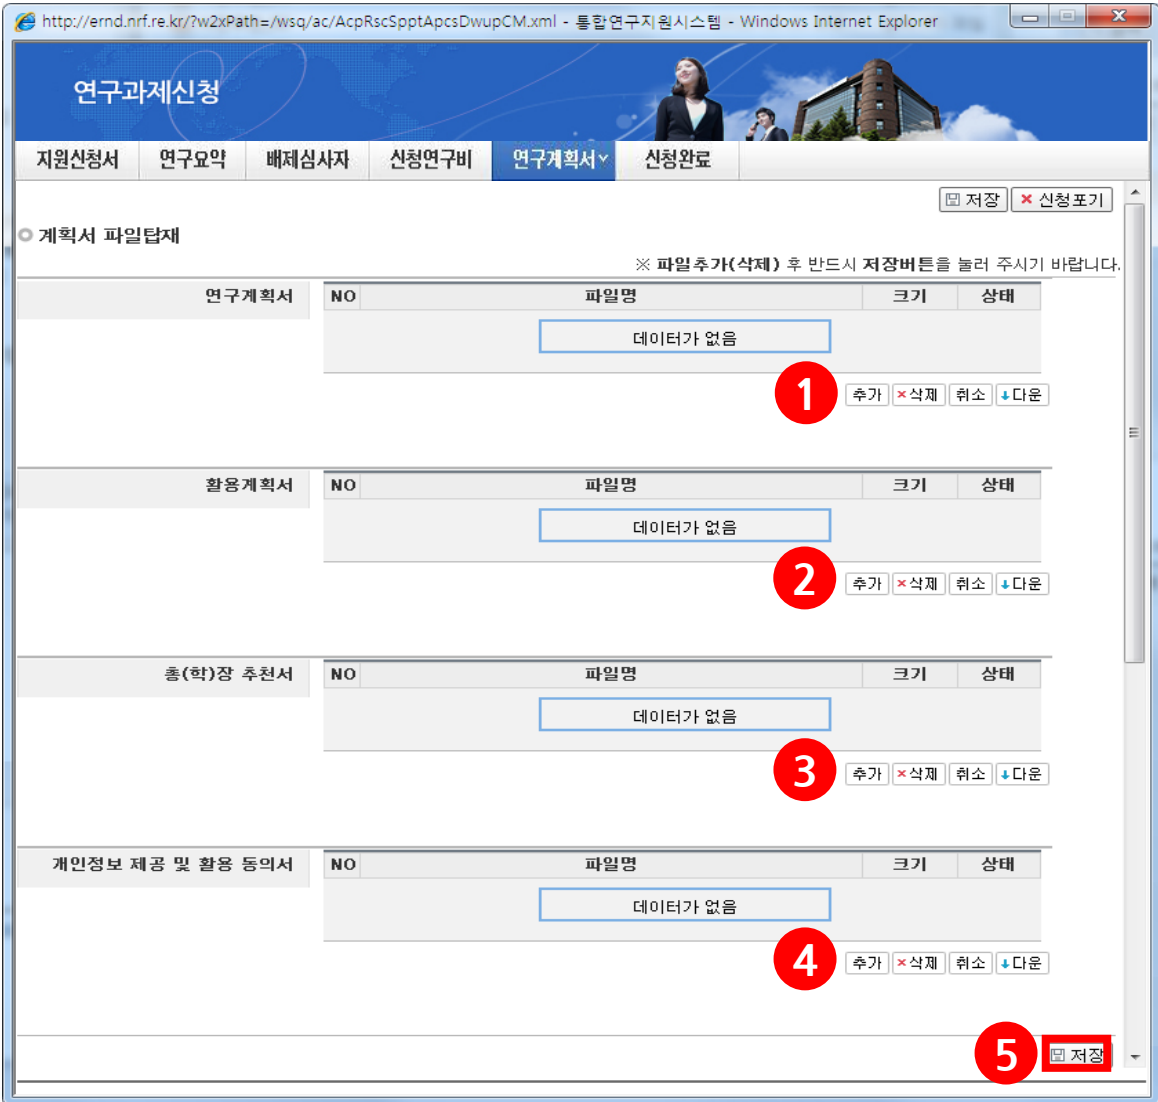 http://ernd.nrf.re.kr/?w2xPath=/wsq/ac/AcpRscSpptApcsDwupCM.xml - 통합연구지원시스템 - Windows Internet Explorer
연구과제신청
지원신청서 연구요약 배제심사자 신청연구비 연구계획서 신청완료
저장 신청포기
계획서 파일탑재
※ 파일추가(삭제) 후 반드시 저장버튼을 눌러 주시기 바랍니다.
연구계획서 NO 파일명 크기 상태
데이터가 없음
1 추가 삭제 취소 다운
활용계획서 NO 파일명 크기 상태
데이터가 없음
2 추가 삭제 취소 다운
총(학)장 추천서 NO 파일명 크기 상태
데이터가 없음
3 추가 삭제 취소 다운
개인정보 제공 및 활용 동의서 NO 파일명 크기 상태
데이터가 없음
4 추가 삭제 취소 다운
5 저장